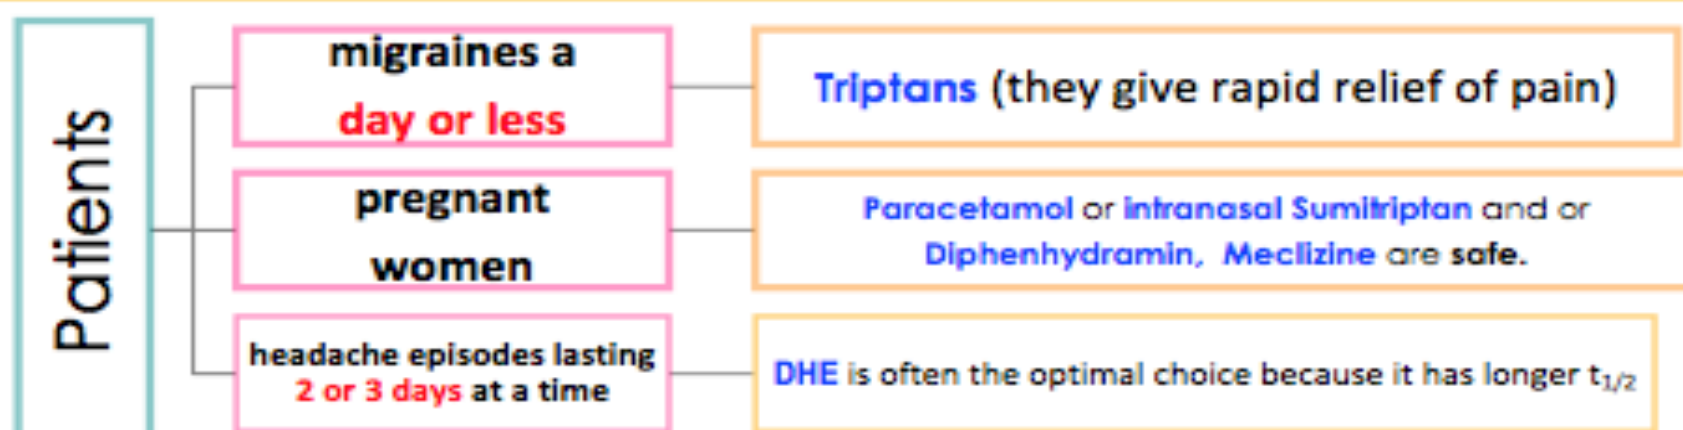 Patients
migraines a
day or less
Triptans (they give rapid relief of pain)
pregnant
women
Paracetamol or intranasal Sumitriptan and or
Diphenhydramin, Meclizine are safe.
headache episodes lasting
2 or 3 days at a time
DHE is often the optimal choice because it has longer t1/2